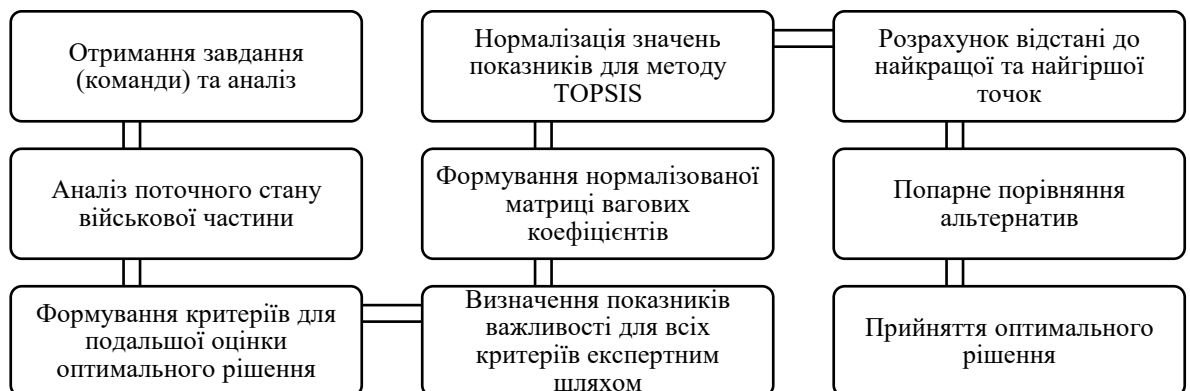 Отримання завдання
(команди) та аналіз
Аналіз поточного стану
військової частини
Формування критеріїв для
подальшої оцінки
оптимального рішення
Визначення показників
важливості для всіх
критеріїв експертним
шляхом
Формування нормалізованої
матриці вагових
коефіцієнтів
Нормалізація значень
показників для методу
TOPSIS
Розрахунок відстані до
найкращої та найгіршої
точок
Попарне порівняння
альтернатив
Прийняття оптимального
рішення